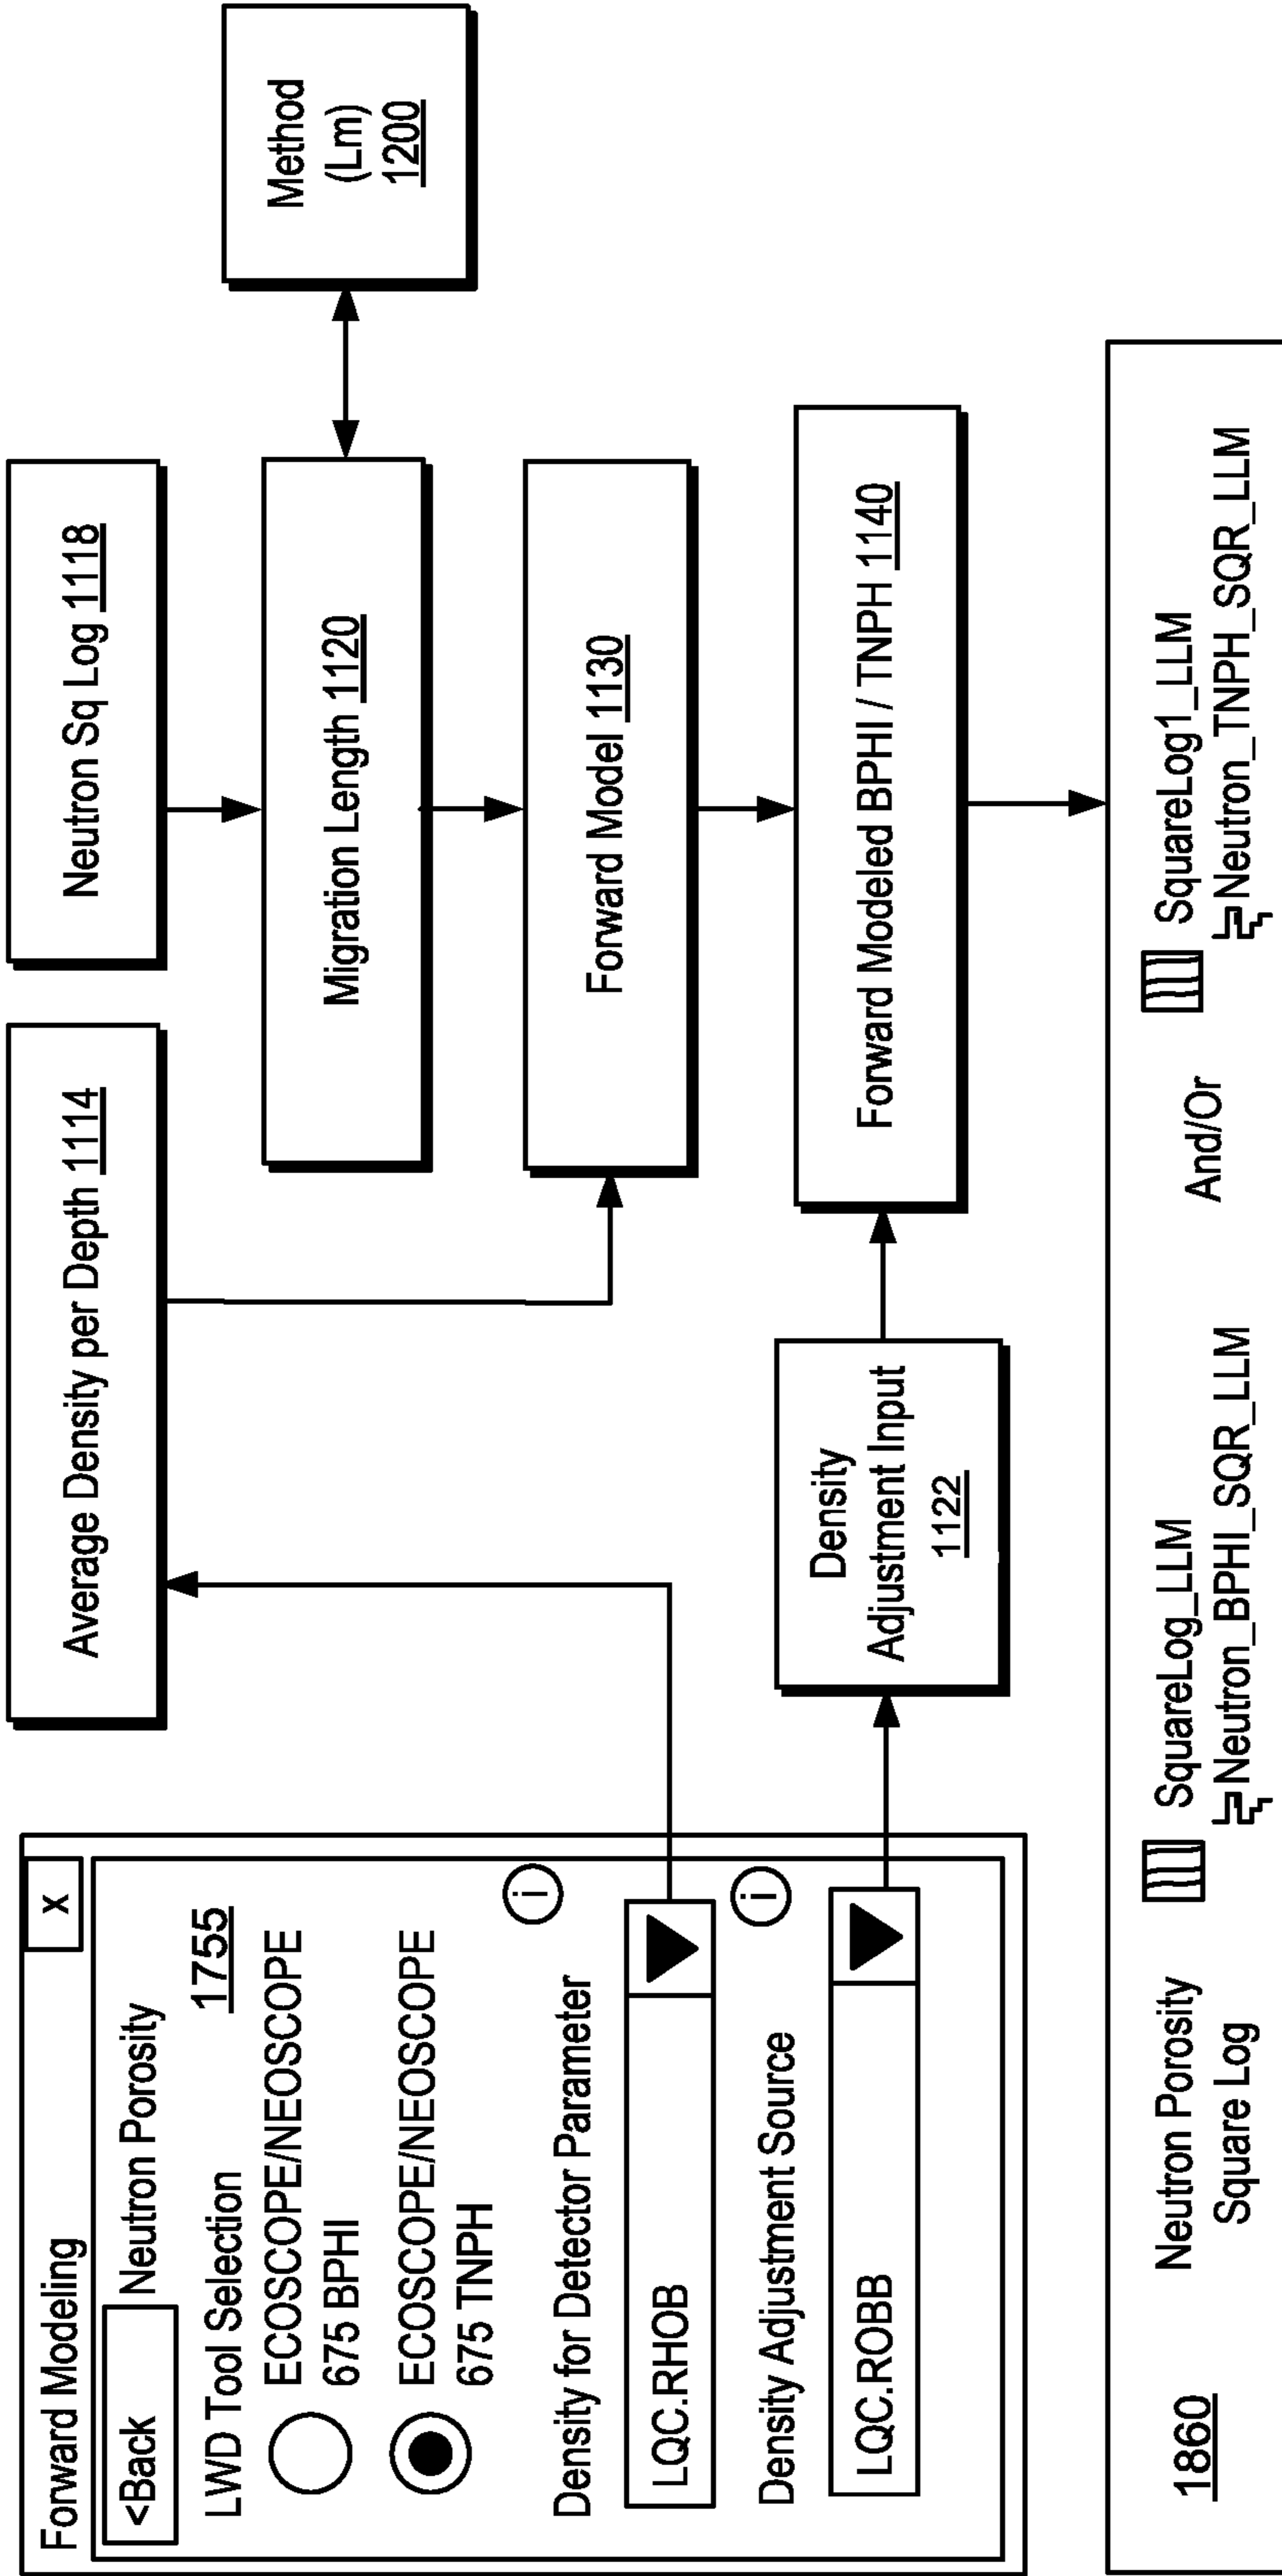 Forward Modeling
x
<Back
Neutron Porosity
LWD Tool Selection
1755
ECOSCOPE/NEOSCOPE
675 BPHI
ECOSCOPE/NEOSCOPE
675 TNPH
Density for Detector Parameter
i
LQC.RHOB
Density Adjustment Source
i
LQC.ROBB
Average Density per Depth 1114
Neutron Sq Log 1118
Migration Length 1120
Method
(Lm)
1200
Forward Model 1130
Density
Adjustment Input
1122
Forward Modeled BPHI / TNPH 1140
1860
Neutron Porosity
Square Log
SquareLog_LLM
Neutron_BPHI_SQR_LLM
And/Or
SquareLog1_LLM
Neutron_TNPH_SQR_LLM